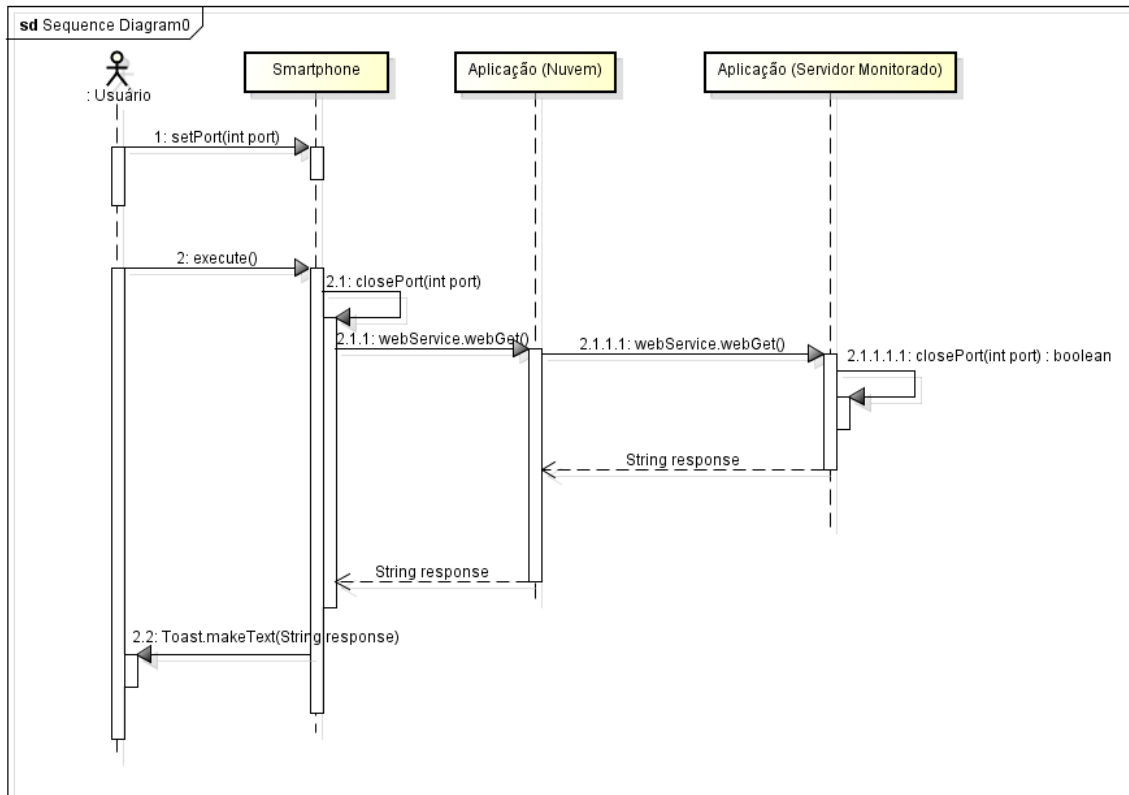 sd Sequence Diagram0
: Usuário
Smartphone
Aplicação (Nuvem)
Aplicação (Servidor Monitorado)
1: setPort(int port)
2: execute()
2.1: closePort(int port)
2.1.1: webService.webGet()
2.1.1.1: webService.webGet()
2.1.1.1.1: closePort(int port) : boolean
String response
String response
2.2: Toast.makeText(String response)